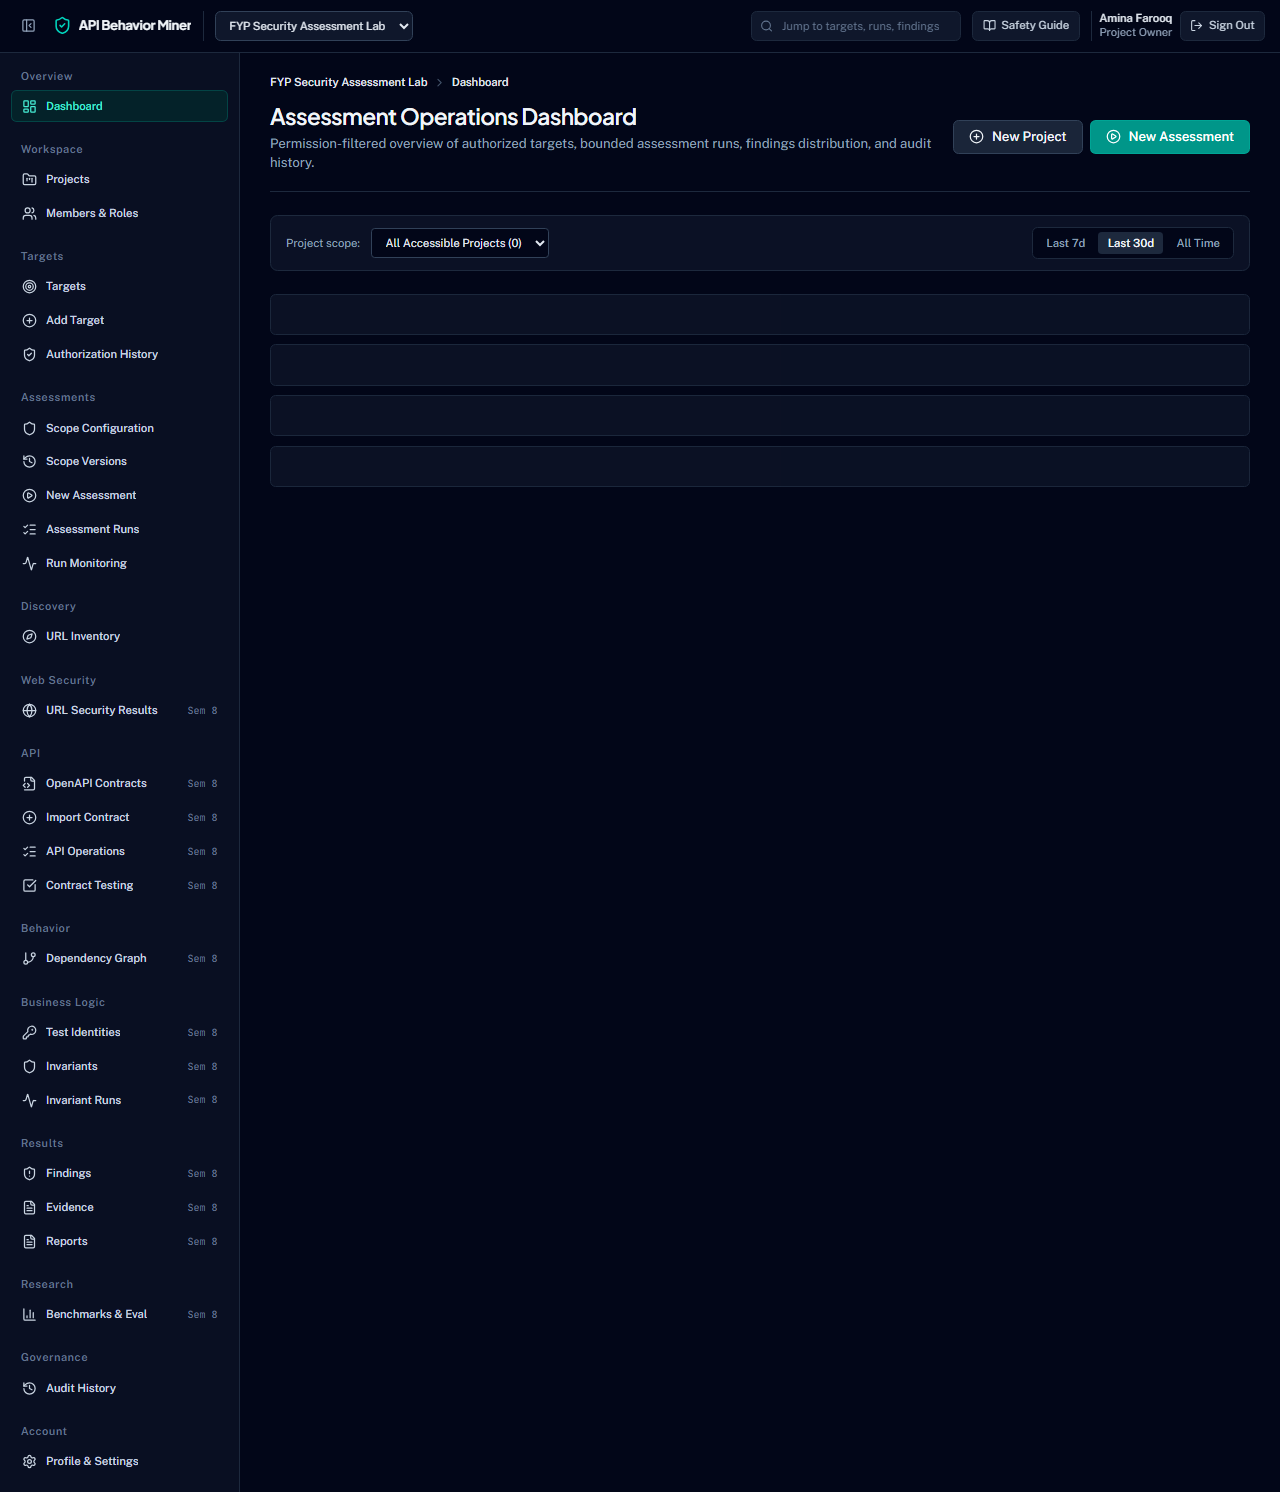 API Behavior Miner
FYP Security Assessment Lab
Jump to targets, runs, findings
Safety Guide
Amina Farooq
Project Owner
Sign Out
Overview
Dashboard
Workspace
Projects
Members & Roles
Targets
Targets
Add Target
Authorization History
Assessments
Scope Configuration
Scope Versions
New Assessment
Assessment Runs
Run Monitoring
Discovery
URL Inventory
Web Security
URL Security Results Sem 8
API
OpenAPI Contracts Sem 8
Import Contract Sem 8
API Operations Sem 8
Contract Testing Sem 8
Behavior
Dependency Graph Sem 8
Business Logic
Test Identities Sem 8
Invariants Sem 8
Invariant Runs Sem 8
Results
Findings Sem 8
Evidence Sem 8
Reports Sem 8
Research
Benchmarks & Eval Sem 8
Governance
Audit History
Account
Profile & Settings
FYP Security Assessment Lab > Dashboard
Assessment Operations Dashboard
Permission-filtered overview of authorized targets, bounded assessment runs, findings distribution, and audit
history.
New Project
New Assessment
Project scope: All Accessible Projects (0)
Last 7d Last 30d All Time